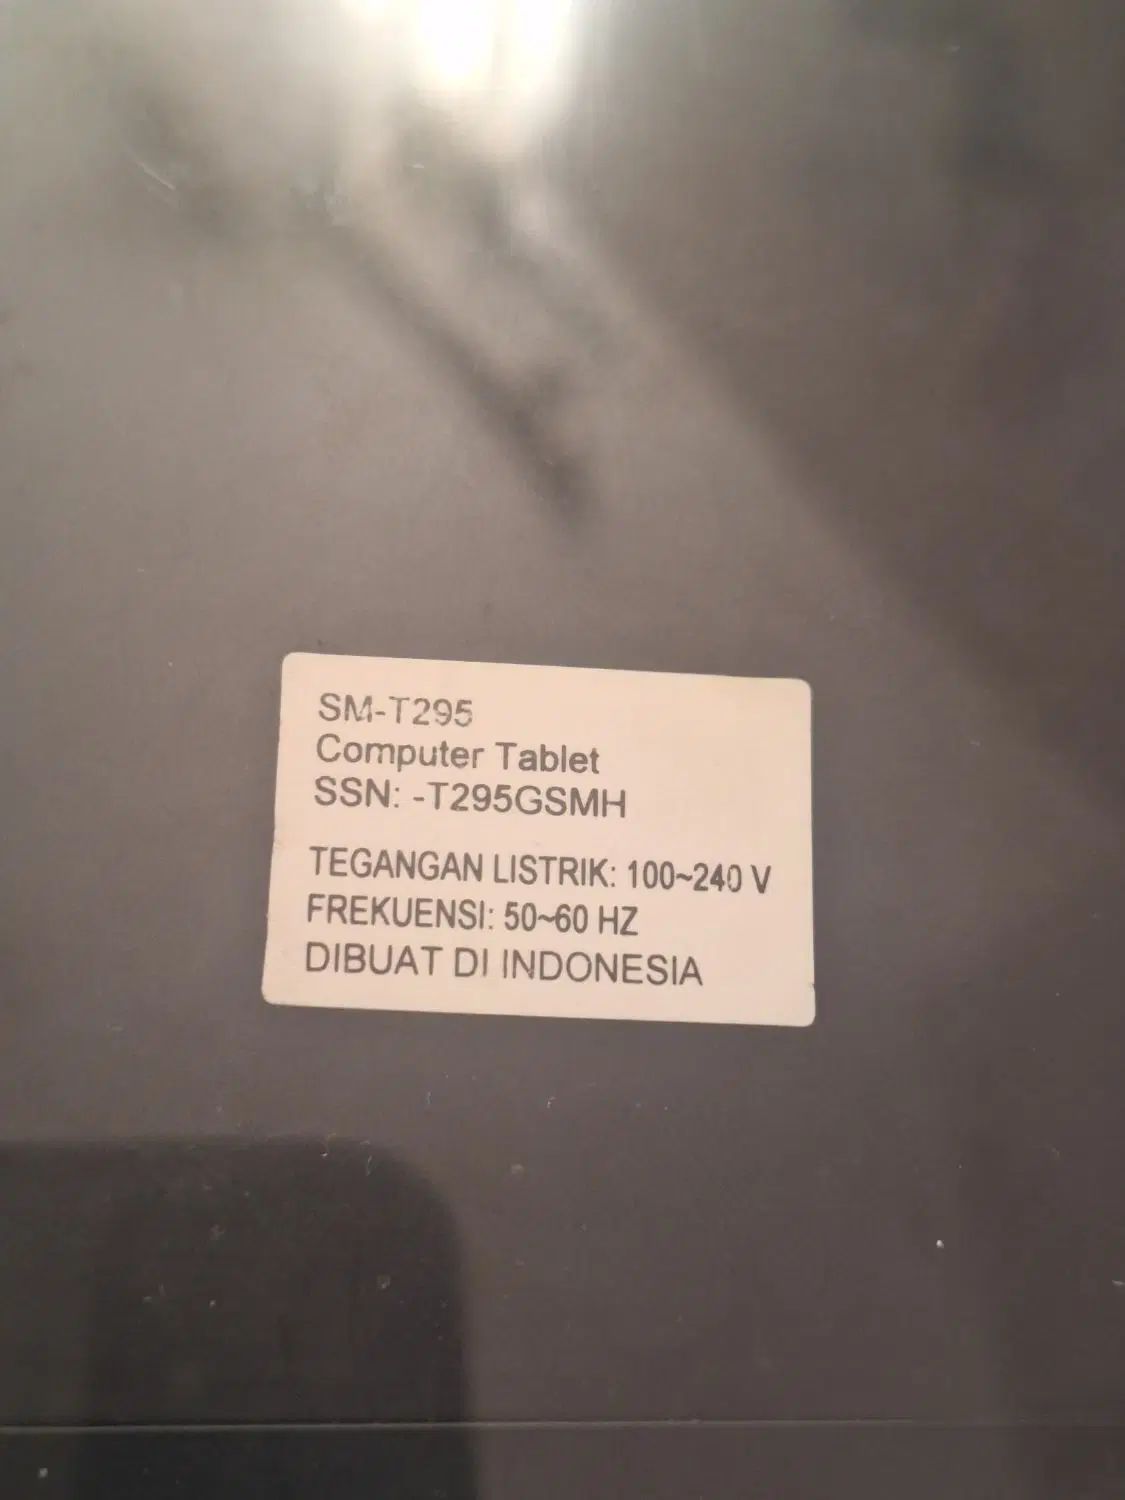 SM-T295
Computer Tablet
SSN: -T295GSMH
TEGANGAN LISTRIK: 100~240 V
FREKUENSI: 50~60 HZ
DIBUAT DI INDONESIA